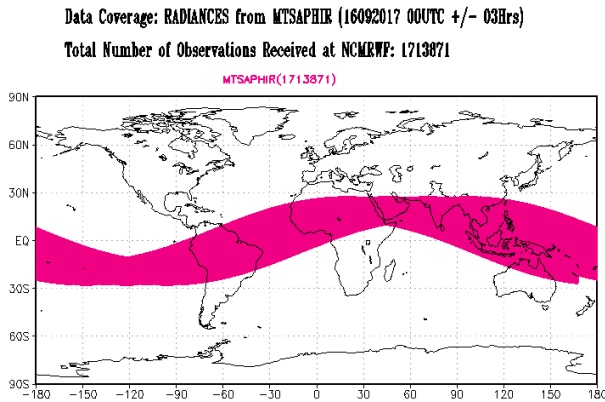 Data Coverage: RADIANCES from MTSAPHIR (16092017 00UTC +/- 03Hrs)
Total Number of Observations Received at NCMRWF: 1713871
MTSAPHIR(1713871)
90N
60N
30N
EQ
30S
60S
90S
-180 -150 -120 -90 -60 -30 0 30 60 90 120 150 180